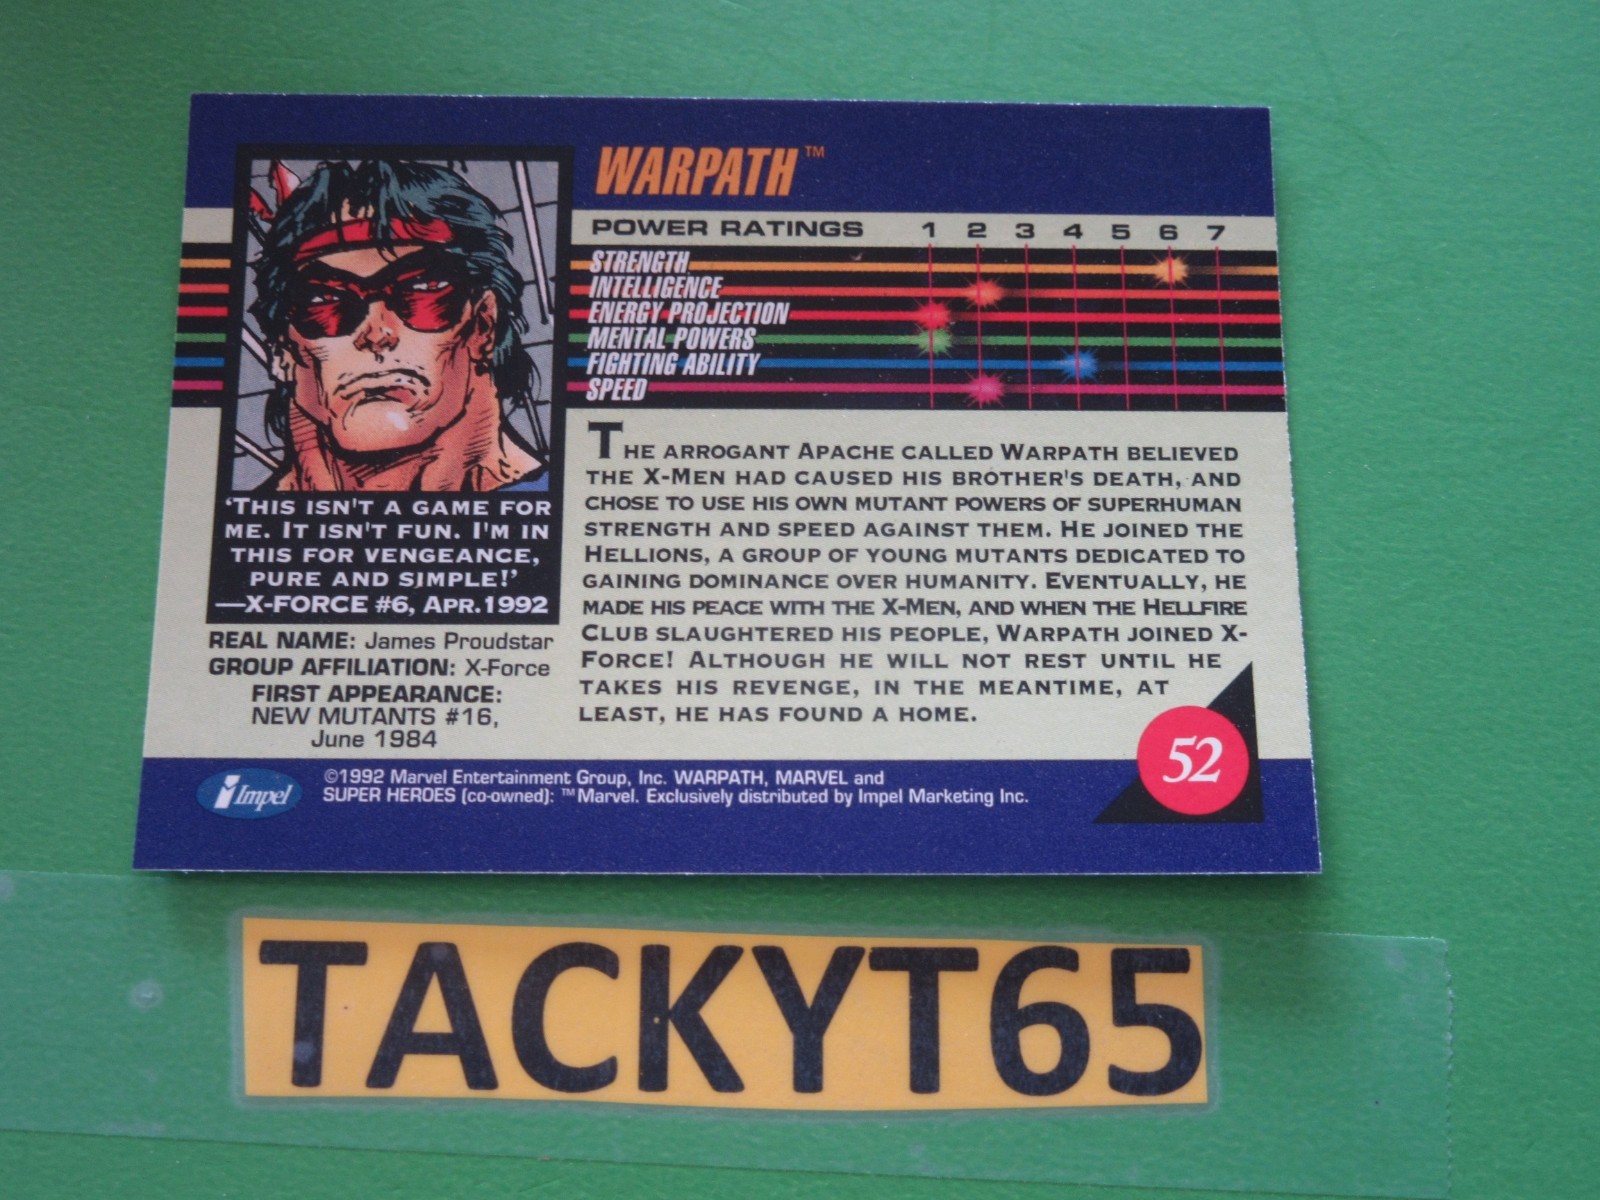 WARPATH™
POWER RATINGS 1 2 3 4 5 6 7
STRENGTH
INTELLIGENCE
ENERGY PROJECTION
MENTAL POWERS
FIGHTING ABILITY
SPEED
'THIS ISN'T A GAME FOR
ME. IT ISN'T FUN. I'M IN
THIS FOR VENGEANCE,
PURE AND SIMPLE!'
—X-FORCE #6, APR.1992
REAL NAME: James Proudstar
GROUP AFFILIATION: X-Force
FIRST APPEARANCE:
NEW MUTANTS #16,
June 1984
THE ARROGANT APACHE CALLED WARPATH BELIEVED
THE X-MEN HAD CAUSED HIS BROTHER'S DEATH, AND
CHOSE TO USE HIS OWN MUTANT POWERS OF SUPERHUMAN
STRENGTH AND SPEED AGAINST THEM. HE JOINED THE
HELLIONS, A GROUP OF YOUNG MUTANTS DEDICATED TO
GAINING DOMINANCE OVER HUMANITY. EVENTUALLY, HE
MADE HIS PEACE WITH THE X-MEN, AND WHEN THE HELLFIRE
CLUB SLAUGHTERED HIS PEOPLE, WARPATH JOINED X-
FORCE! ALTHOUGH HE WILL NOT REST UNTIL HE
TAKES HIS REVENGE, IN THE MEANTIME, AT
LEAST, HE HAS FOUND A HOME.
52
Impel
©1992 Marvel Entertainment Group, Inc. WARPATH, MARVEL and
SUPER HEROES (co-owned): ™Marvel. Exclusively distributed by Impel Marketing Inc.
TACKYT65